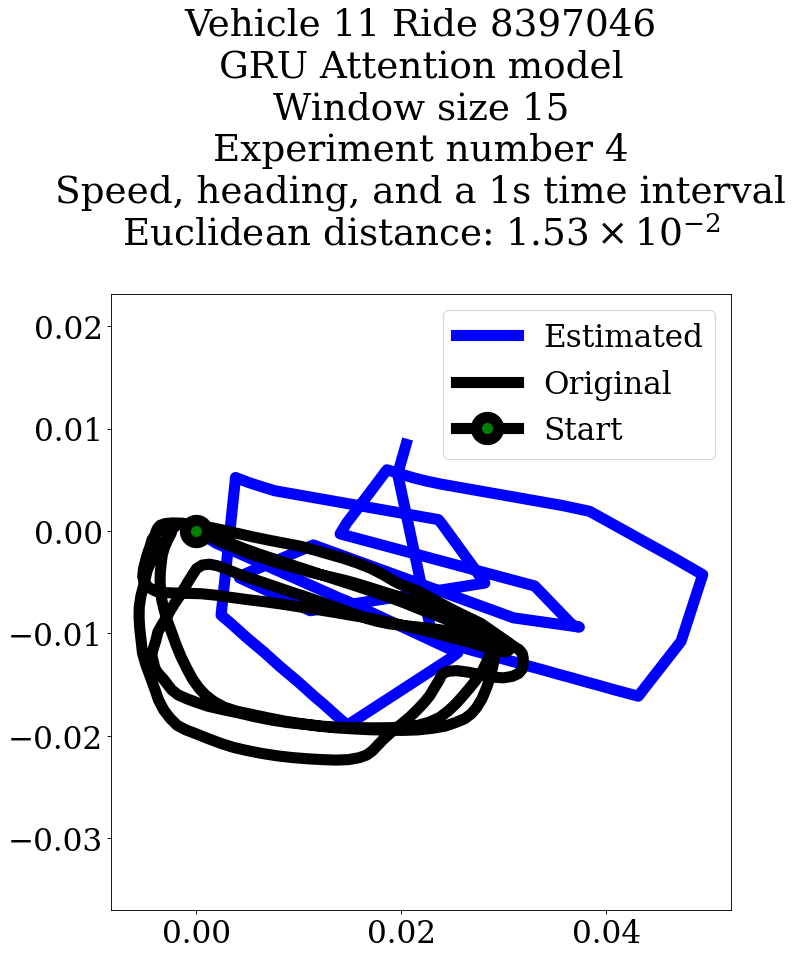 Vehicle 11 Ride 8397046
GRU Attention model
Window size 15
Experiment number 4
Speed, heading, and a 1s time interval
Euclidean distance: 1.53 × 10⁻²
Estimated
Original
Start
0.02
0.01
0.00
−0.01
−0.02
−0.03
0.00 0.02 0.04